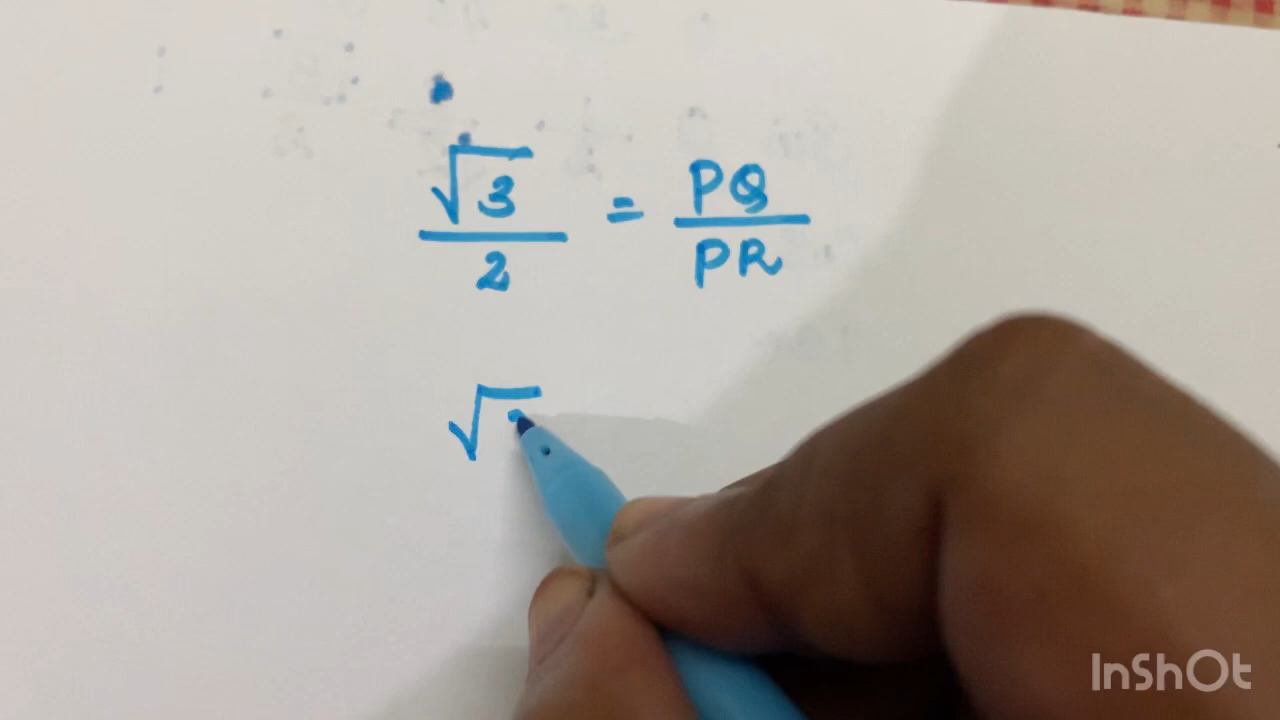 √3/2 = PQ/PR
√
InShOt